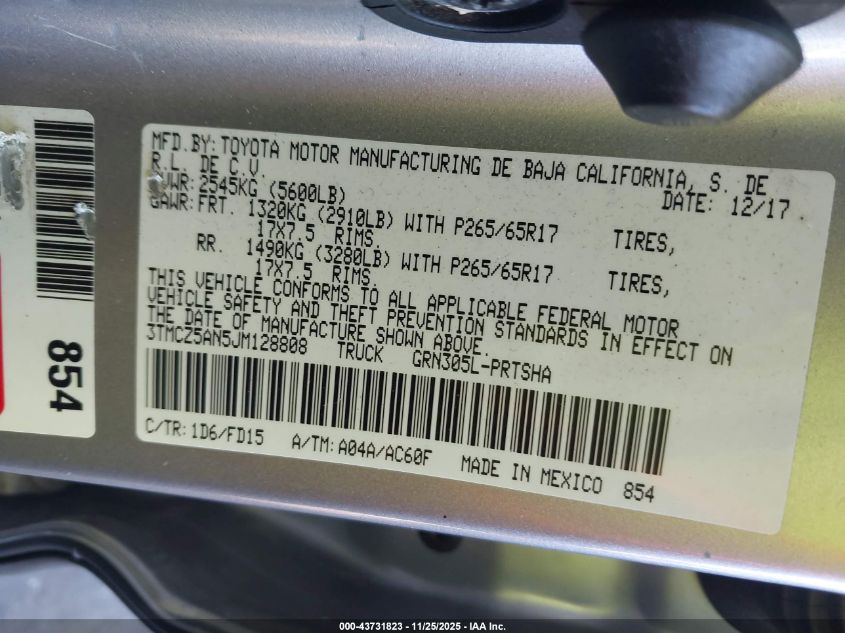 MFD.BY: TOYOTA MOTOR MANUFACTURING DE BAJA CALIFORNIA, S. DE
R.L. DE C.V. DATE: 12/17
2545KG (5600LB)
GAWR: FRT. 1320KG (2910LB) WITH P265/65R17 TIRES,
17X7.5 RIMS.
RR. 1490KG (3280LB) WITH P265/65R17 TIRES,
17X7.5 RIMS.
THIS VEHICLE CONFORMS TO ALL APPLICABLE FEDERAL MOTOR
VEHICLE SAFETY AND THEFT PREVENTION STANDARDS IN EFFECT ON
THE DATE OF MANUFACTURE SHOWN ABOVE.
3TMCZ5AN5JM128808 TRUCK GRN305L-PRTSHA
C/TR: 1D6/FD15 A/TM: A04A/AC60F MADE IN MEXICO 854
854
000-43731823 - 11/25/2025 - IAA Inc.